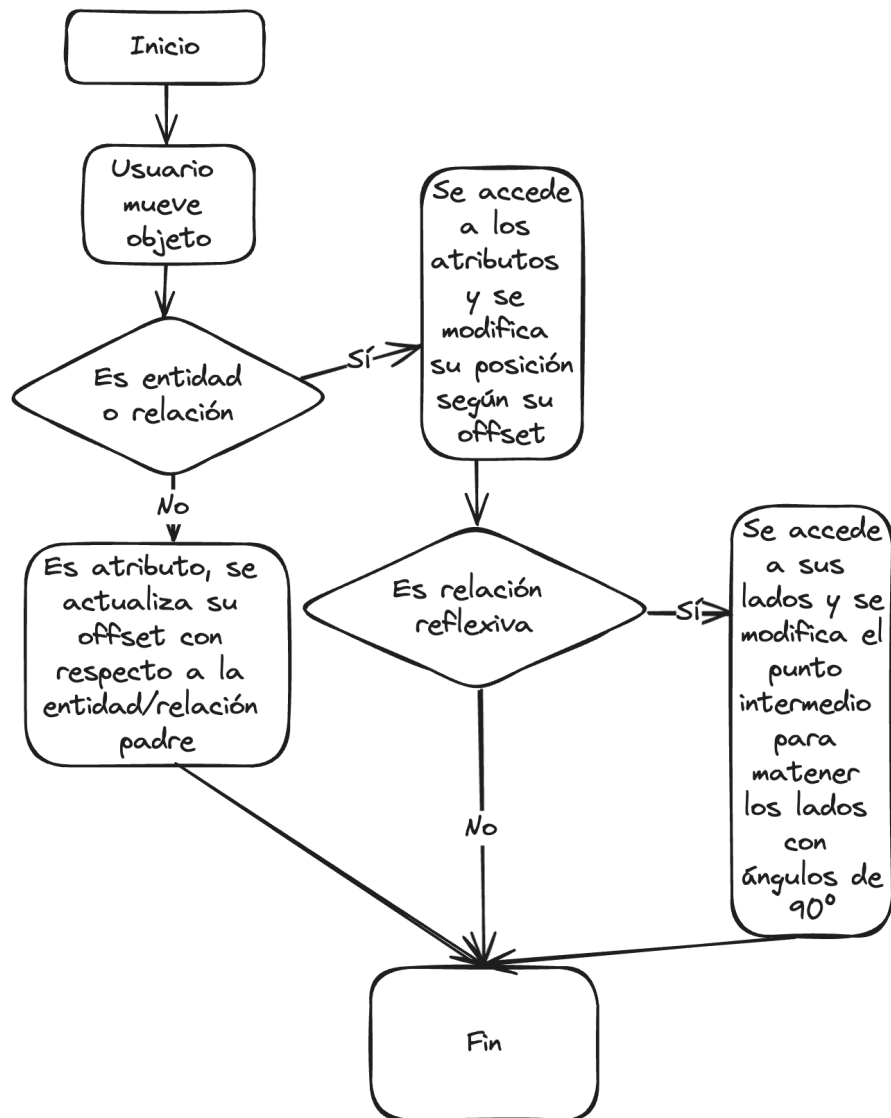 Inicio
Usuario
mueve
objeto
Es entidad
o relación
Sí
Se accede
a los
atributos
y se
modifica
su posición
según su
offset
No
Es atributo, se
actualiza su
offset con
respecto a la
entidad/relación
padre
Es relación
reflexiva
Sí
Se accede
a sus
lados y se
modifica el
punto
intermedio
para
matener
los lados
con
ángulos de
90º
No
Fin